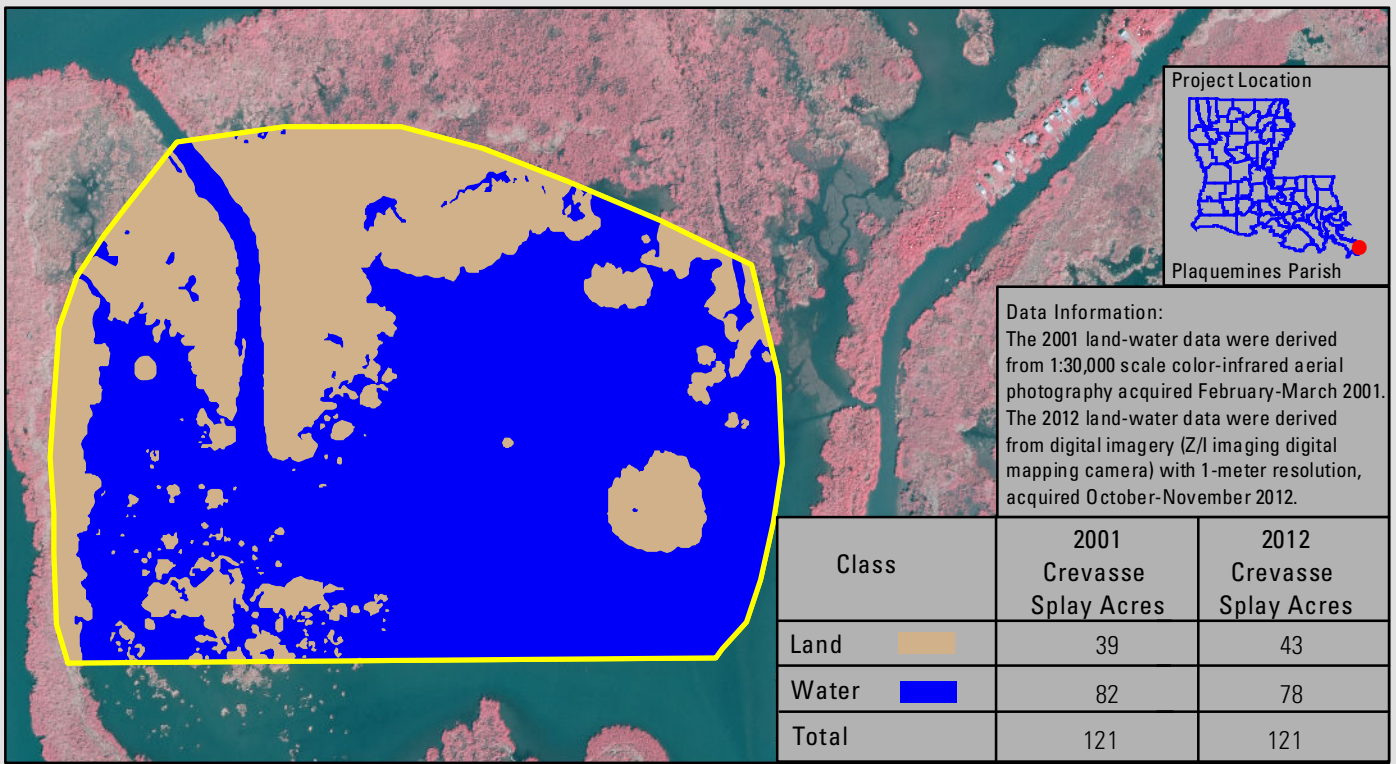 Project Location
Plaquemines Parish
Data Information:
The 2001 land-water data were derived
from 1:30,000 scale color-infrared aerial
photography acquired February-March 2001.
The 2012 land-water data were derived
from digital imagery (Z/I imaging digital
mapping camera) with 1-meter resolution,
acquired October-November 2012.
Class
2001
Crevasse
Splay Acres
2012
Crevasse
Splay Acres
Land 39 43
Water 82 78
Total 121 121